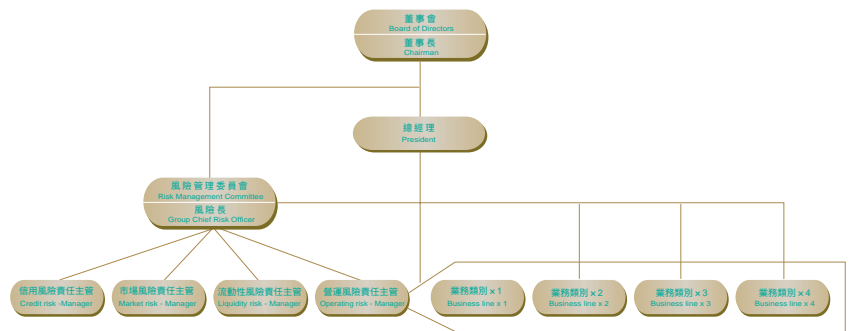 董事會
Board of Directors
董事長
Chairman
總經理
President
風險管理委員會
Risk Management Committee
風險長
Group Chief Risk Officer
信用風險責任主管
Credit risk -Manager
市場風險責任主管
Market risk - Manager
流動性風險責任主管
Liquidity risk - Manager
營運風險責任主管
Operating risk - Manager
業務類別×1
Business line x 1
業務類別×2
Business line x 2
業務類別×3
Business line x 3
業務類別×4
Business line x 4